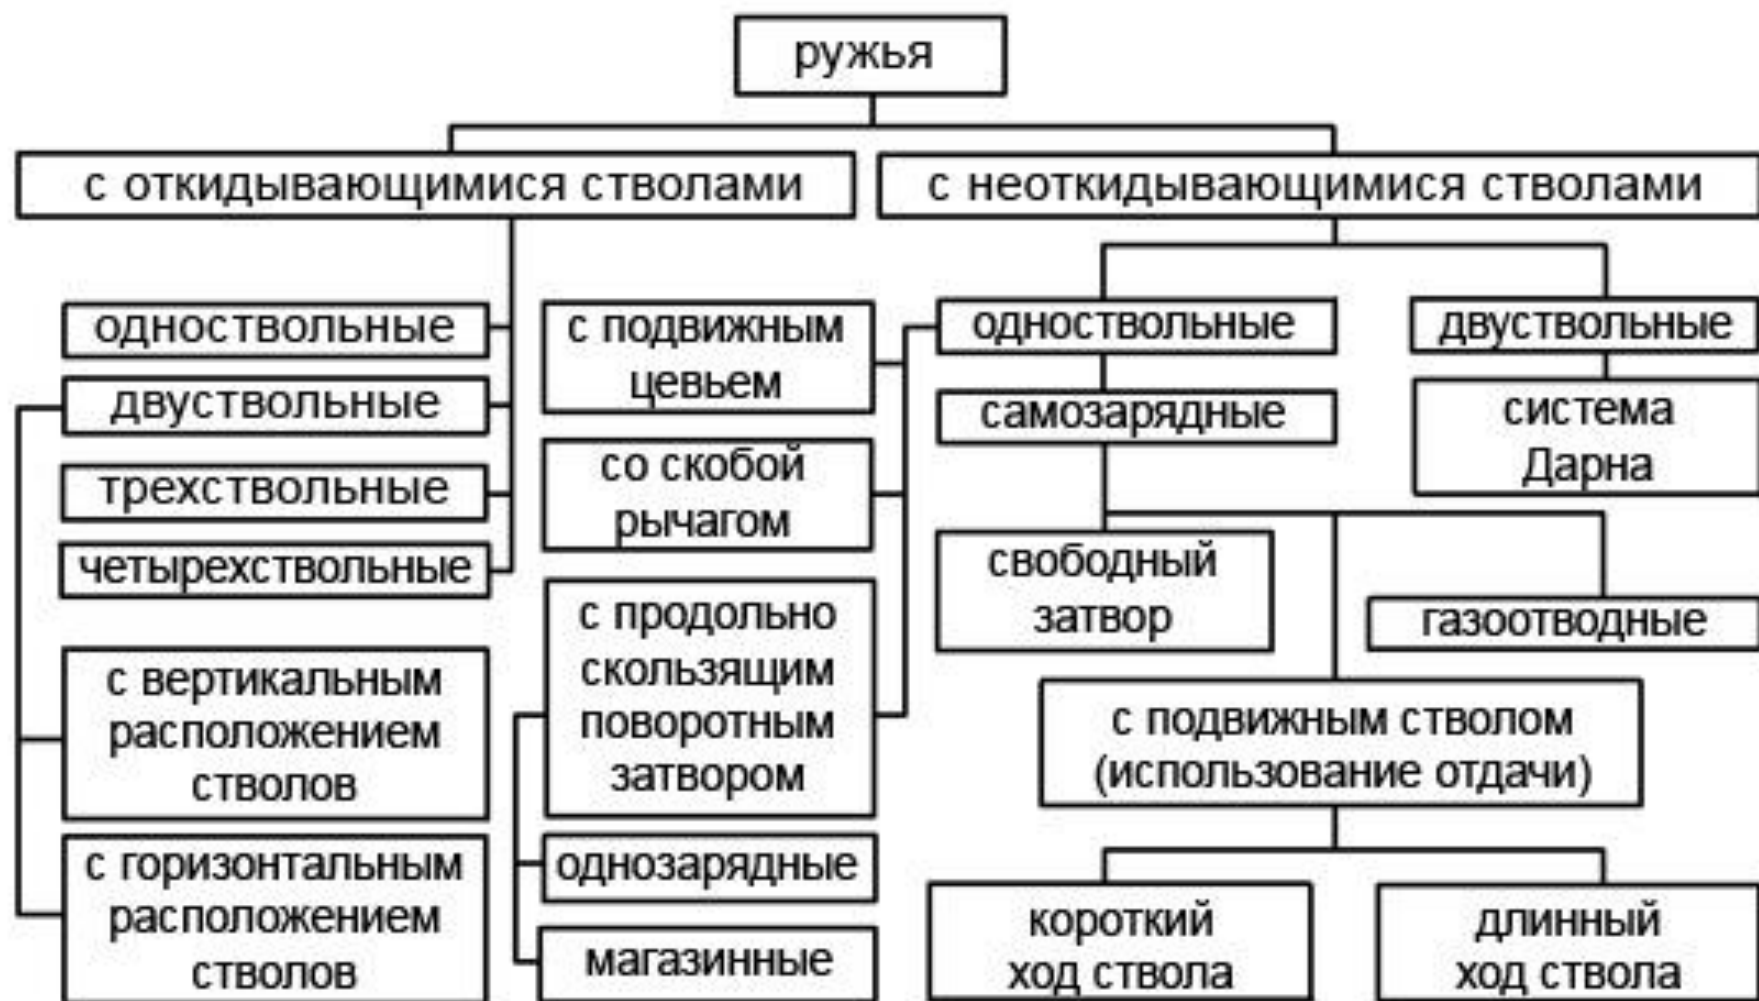 ружья
с откидывающимися стволами
с неоткидывающимися стволами
одноствольные
двуствольные
трехствольные
четырехствольные
с вертикальным
расположением
стволов
с горизонтальным
расположением
стволов
с подвижным
цевьем
со скобой
рычагом
с продольно
скользящим
поворотным
затвором
однозарядные
магазинные
одноствольные
самозарядные
двуствольные
система
Дарна
свободный
затвор
газоотводные
с подвижным стволом
(использование отдачи)
короткий
ход ствола
длинный
ход ствола